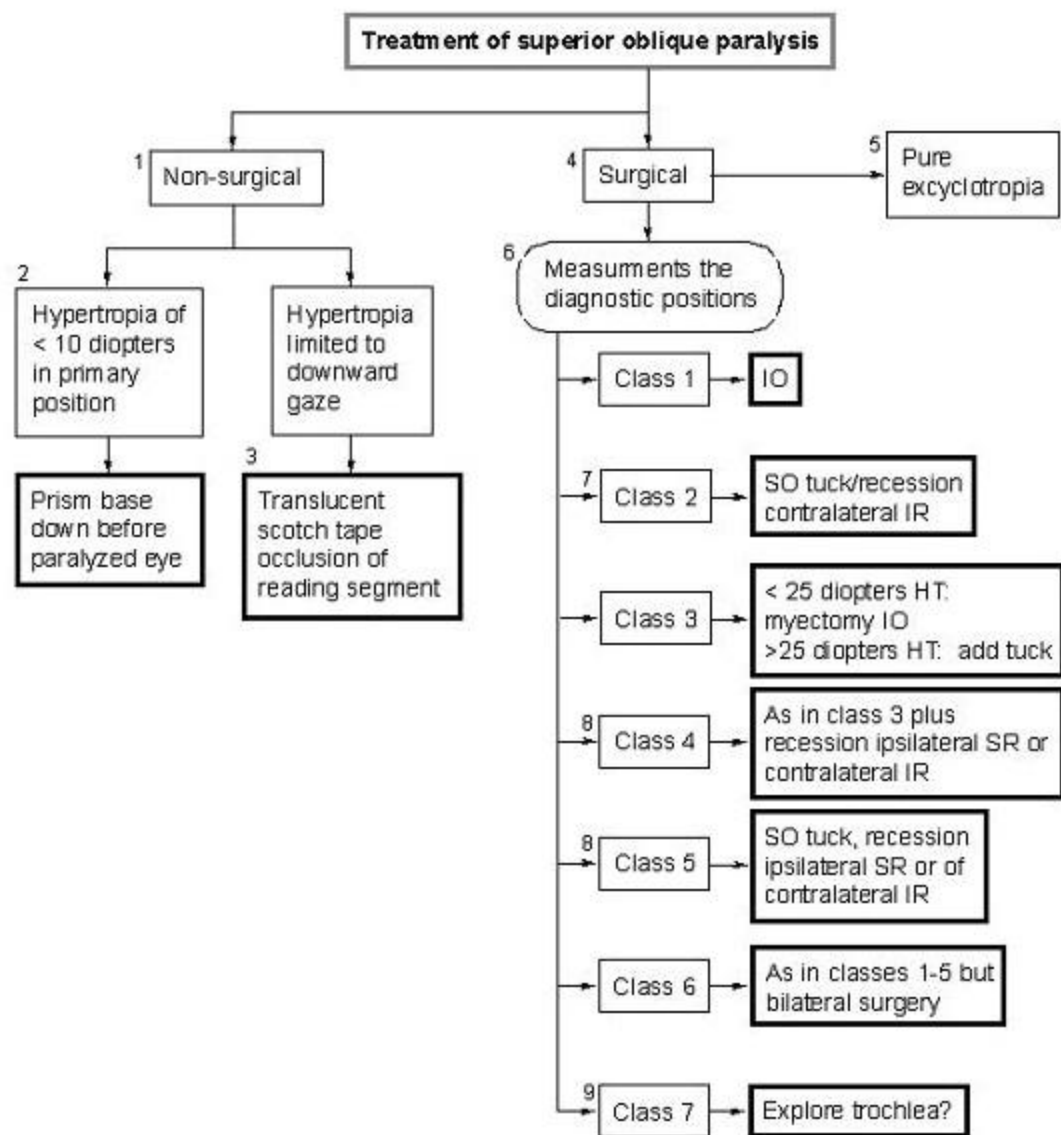 Treatment of superior oblique paralysis
1
Non-surgical
4
Surgical
5
Pure
excyclotropia
2
Hypertropia of
< 10 diopters
in primary
position
Hypertropia
limited to
downward
gaze
Prism base
down before
paralyzed eye
3
Translucent
scotch tape
occlusion of
reading segment
6
Measurments the
diagnostic positions
Class 1
IO
7
Class 2
SO tuck/recession
contralateral IR
Class 3
< 25 diopters HT:
myectomy IO
>25 diopters HT: add tuck
8
Class 4
As in class 3 plus
recession ipsilateral SR or
contralateral IR
8
Class 5
SO tuck, recession
ipsilateral SR or of
contralateral IR
Class 6
As in classes 1-5 but
bilateral surgery
9
Class 7
Explore trochlea?